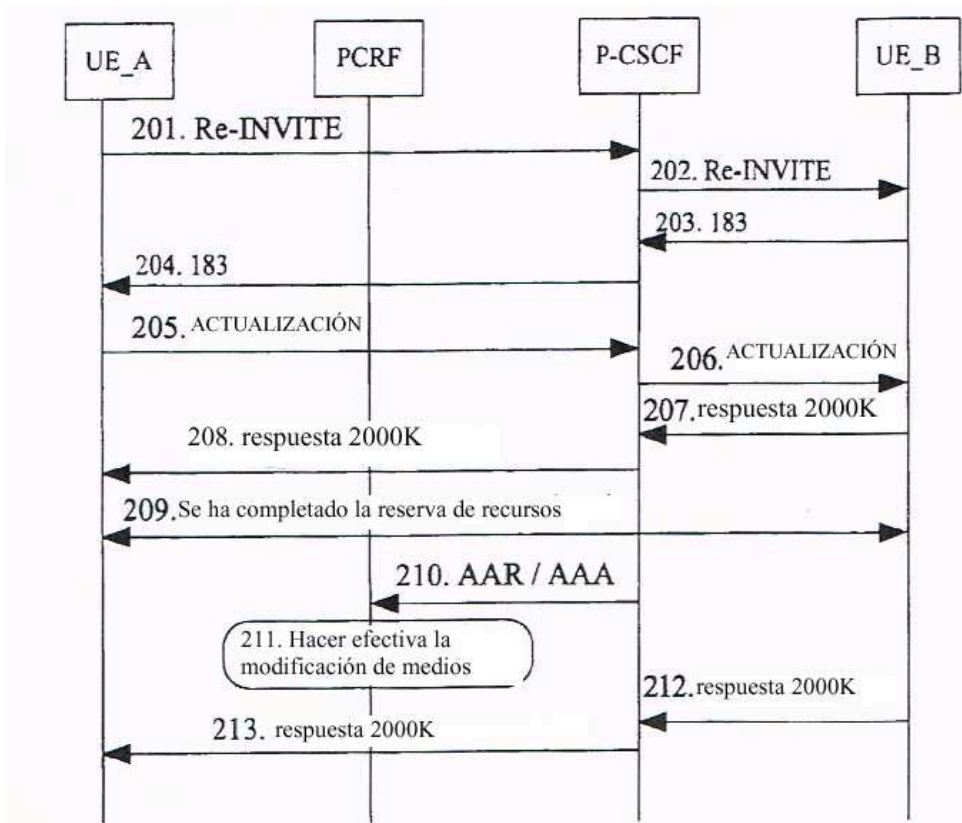 UE_A
PCRF
P-CSCF
UE_B
201. Re-INVITE
202. Re-INVITE
203. 183
204. 183
205. ACTUALIZACIÓN
206. ACTUALIZACIÓN
207. respuesta 2000K
208. respuesta 2000K
209. Se ha completado la reserva de recursos
210. AAR / AAA
211. Hacer efectiva la
modificación de medios
212. respuesta 2000K
213. respuesta 2000K